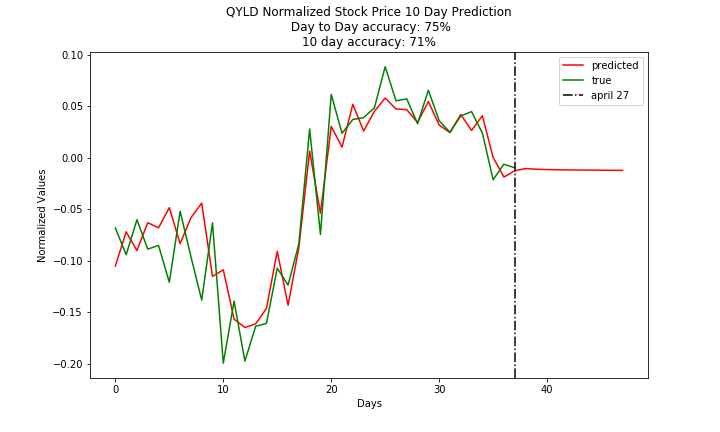 QYLD Normalized Stock Price 10 Day Prediction
Day to Day accuracy: 75%
10 day accuracy: 71%
predicted
true
april 27
Normalized Values
0.10
0.05
0.00
−0.05
−0.10
−0.15
−0.20
0 10 20 30 40
Days